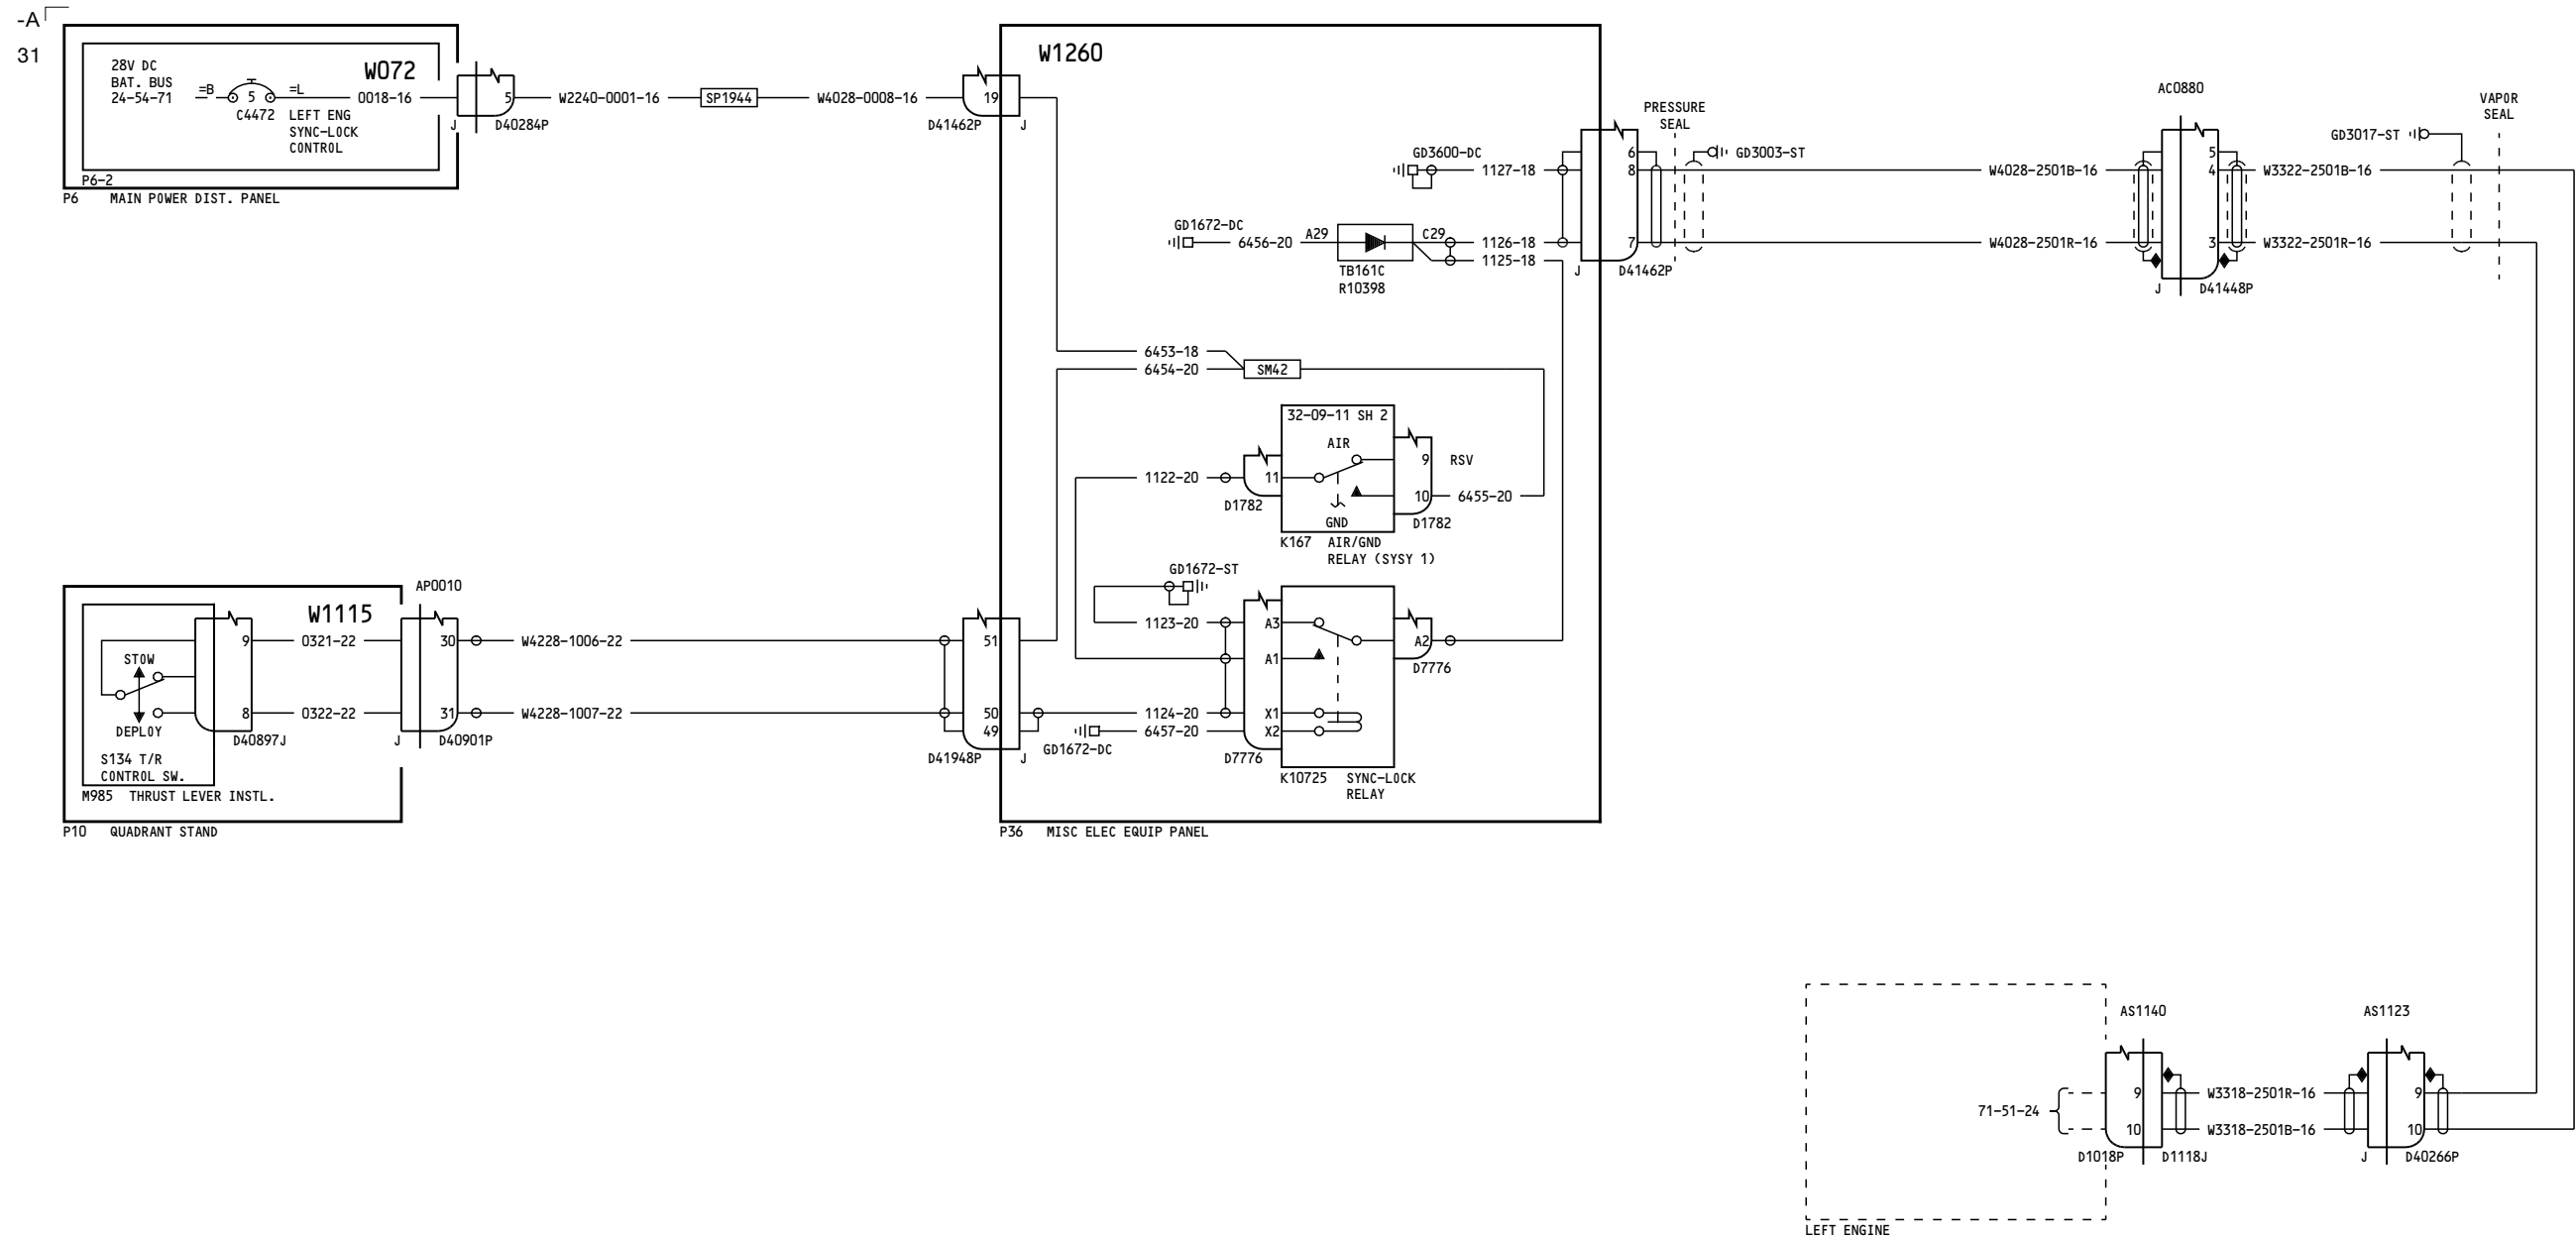 -A
31
28V DC
BAT. BUS
24-54-71
=B
5
=L
C4472
LEFT ENG
SYNC-LOCK
CONTROL
W072
0018-16
P6-2
P6 MAIN POWER DIST. PANEL
5
J
D40284P
W2240-0001-16
SP1944
W4028-0008-16
19
D41462P
J
W1260
GD3600-DC
1127-18
GD1672-DC
6456-20
A29
C29
TB161C
R10398
1126-18
1125-18
6
8
7
J
D41462P
PRESSURE
SEAL
GD3003-ST
W4028-2501B-16
W4028-2501R-16
AC0880
5
4
3
J
D41448P
W3322-2501B-16
W3322-2501R-16
GD3017-ST
VAPOR
SEAL
6453-18
6454-20
SM42
32-09-11 SH 2
AIR
GND
1122-20
11
D1782
9
RSV
10
6455-20
D1782
K167 AIR/GND
RELAY (SYSY 1)
GD1672-ST
1123-20
A3
A1
A2
D7776
1124-20
X1
GD1672-DC
6457-20
X2
D7776
K10725 SYNC-LOCK
RELAY
P36 MISC ELEC EQUIP PANEL
W1115
AP0010
STOW
DEPLOY
S134 T/R
CONTROL SW.
9
0321-22
30
W4228-1006-22
51
8
0322-22
31
W4228-1007-22
50
49
D40897J
J
D40901P
D41948P
J
M985 THRUST LEVER INSTL.
P10 QUADRANT STAND
AS1140
AS1123
71-51-24
9
W3318-2501R-16
9
10
W3318-2501B-16
10
D1018P
D1118J
J
D40266P
LEFT ENGINE